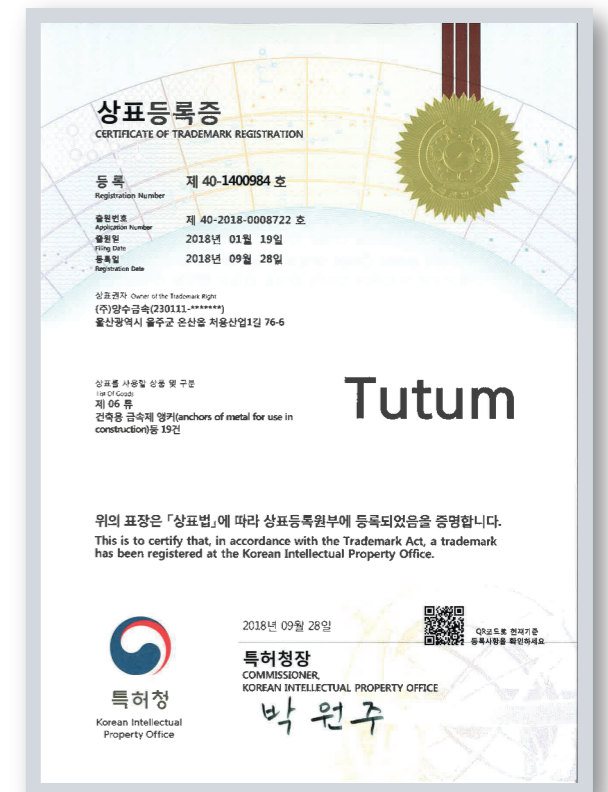 상표등록증
CERTIFICATE OF TRADEMARK REGISTRATION
등 록 제 40-1400984 호
Registration Number
출원번호 제 40-2018-0008722 호
Application Number
출원일 2018년 01월 19일
Filing Date
등록일 2018년 09월 28일
Registration Date
상표권자 Owner of the Trademark Right
(주)양수금속(230111-*******)
울산광역시 울주군 온산읍 처용산업1길 76-6
상표를 사용할 상품 및 구분
List Of Goods
제 06 류
건축용 금속제 앵커(anchors of metal for use in
construction)등 19건
Tutum
위의 표장은 「상표법」에 따라 상표등록원부에 등록되었음을 증명합니다.
This is to certify that, in accordance with the Trademark Act, a trademark
has been registered at the Korean Intellectual Property Office.
2018년 09월 28일
QR코드로 현재기준
등록사항을 확인하세요
특허청장
COMMISSIONER,
KOREAN INTELLECTUAL PROPERTY OFFICE
박원주
특허청
Korean Intellectual
Property Office